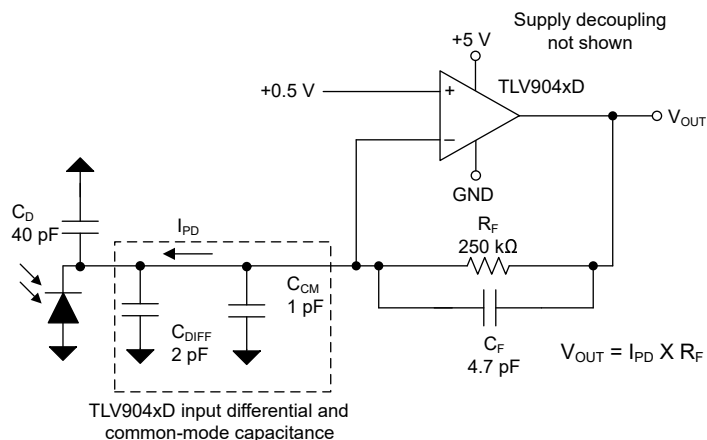 Supply decoupling
not shown
+5 V
TLV904xD
+0.5 V
+
−
V_OUT
GND
C_D
40 pF
I_PD
R_F
250 kΩ
C_CM
1 pF
C_DIFF
2 pF
C_F
4.7 pF
V_OUT = I_PD X R_F
TLV904xD input differential and
common-mode capacitance